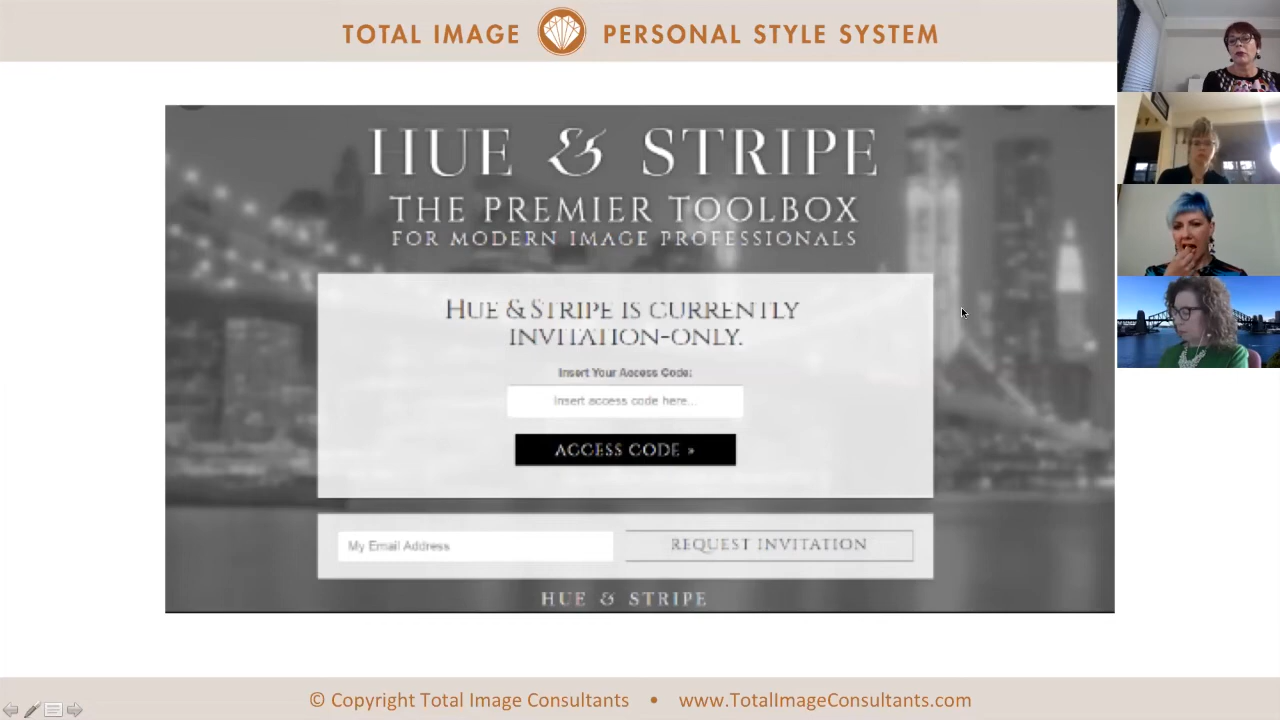 TOTAL IMAGE PERSONAL STYLE SYSTEM
HUE & STRIPE
THE PREMIER TOOLBOX
FOR MODERN IMAGE PROFESSIONALS
HUE & STRIPE IS CURRENTLY
INVITATION-ONLY.
Insert Your Access Code:
Insert access code here...
ACCESS CODE »
My Email Address
REQUEST INVITATION
HUE & STRIPE
© Copyright Total Image Consultants • www.TotalImageConsultants.com